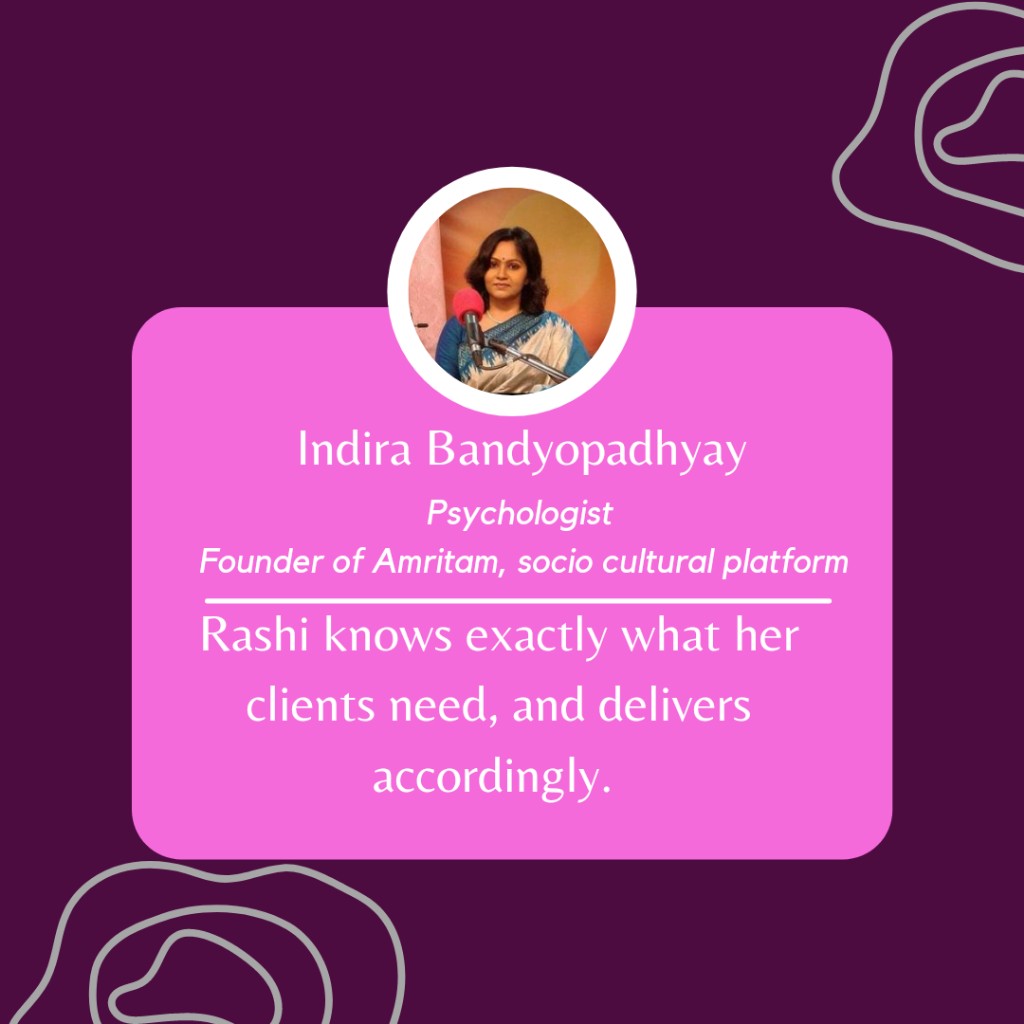 Indira Bandyopadhyay
Psychologist
Founder of Amritam, socio cultural platform
Rashi knows exactly what her
clients need, and delivers
accordingly.